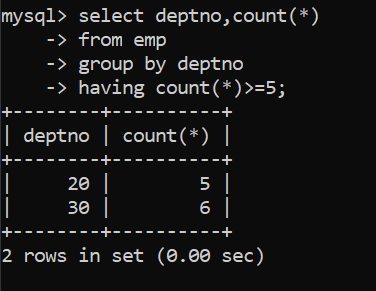 mysql> select deptno,count(*)
    -> from emp
    -> group by deptno
    -> having count(*)>=5;
+--------+----------+
| deptno | count(*) |
+--------+----------+
|     20 |        5 |
|     30 |        6 |
+--------+----------+
2 rows in set (0.00 sec)